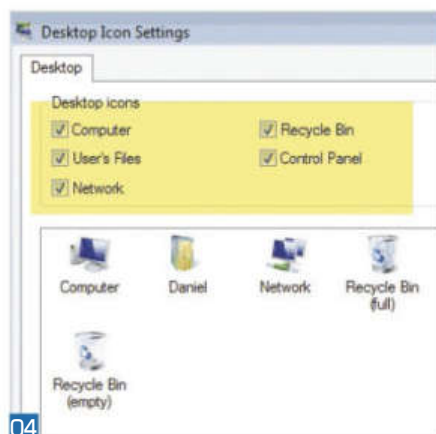 Desktop Icon Settings
Desktop
Desktop icons
Computer
Recycle Bin
User's Files
Control Panel
Network
Computer
Daniel
Network
Recycle Bin
(full)
Recycle Bin
(empty)
04